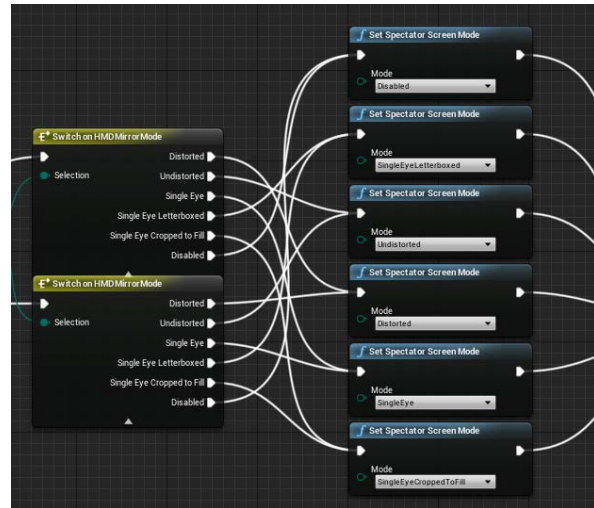 Switch on HMDMirrorMode
Distorted
Selection
Undistorted
Single Eye
Single Eye Letterboxed
Single Eye Cropped to Fill
Disabled
Switch on HMDMirrorMode
Distorted
Selection
Undistorted
Single Eye
Single Eye Letterboxed
Single Eye Cropped to Fill
Disabled
Set Spectator Screen Mode
Mode
Disabled
Set Spectator Screen Mode
Mode
SingleEyeLetterboxed
Set Spectator Screen Mode
Mode
Undistorted
Set Spectator Screen Mode
Mode
Distorted
Set Spectator Screen Mode
Mode
SingleEye
Set Spectator Screen Mode
Mode
SingleEyeCroppedToFill